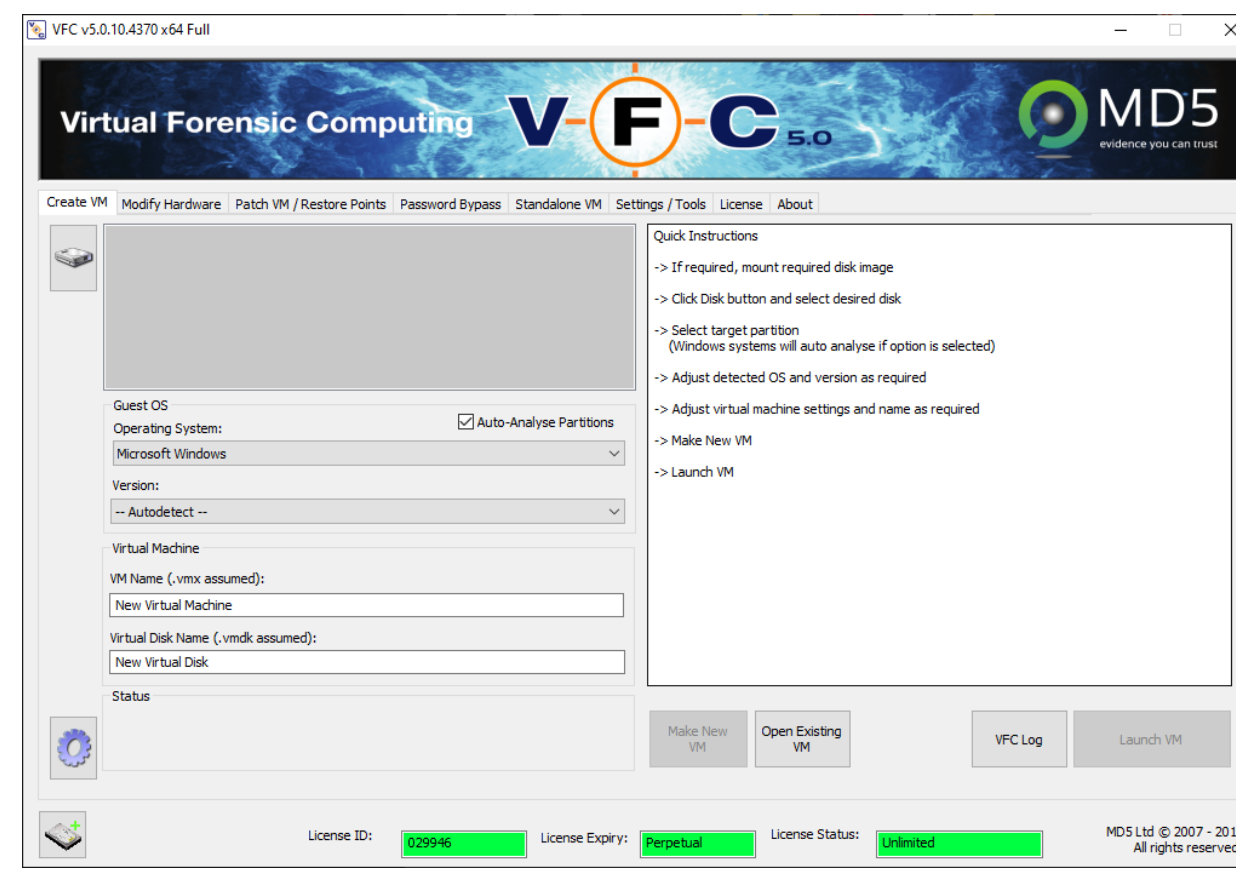 VFC v5.0.10.4370 x64 Full
Virtual Forensic Computing
V-F-C 5.0
MD5
evidence you can trust
Create VM Modify Hardware Patch VM / Restore Points Password Bypass Standalone VM Settings / Tools License About
Quick Instructions
-> If required, mount required disk image
-> Click Disk button and select desired disk
-> Select target partition
(Windows systems will auto analyse if option is selected)
-> Adjust detected OS and version as required
-> Adjust virtual machine settings and name as required
-> Make New VM
-> Launch VM
Guest OS
Auto-Analyse Partitions
Operating System:
Microsoft Windows
Version:
-- Autodetect --
Virtual Machine
VM Name (.vmx assumed):
New Virtual Machine
Virtual Disk Name (.vmdk assumed):
New Virtual Disk
Status
Make New
VM
Open Existing
VM
VFC Log
Launch VM
License ID:
029946
License Expiry:
Perpetual
License Status:
Unlimited
MD5 Ltd © 2007 - 201
All rights reserved